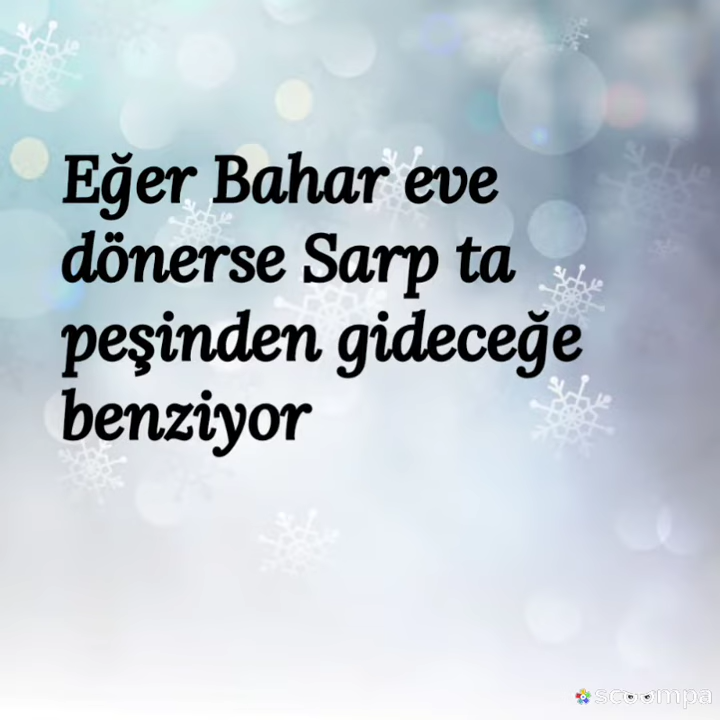 Eğer Bahar eve
dönerse Sarp ta
peşinden gideceğe
benziyor
scoompa